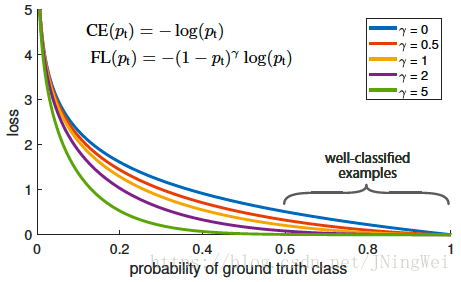 5
CE(pt) = − log(pt)
FL(pt) = −(1 − pt)γ log(pt)
γ = 0
γ = 0.5
γ = 1
γ = 2
γ = 5
4
3
2
1
0
loss
well-classified
examples
0 0.2 0.4 0.6 0.8 1
probability of ground truth class
https://blog.csdn.net/JNingWei